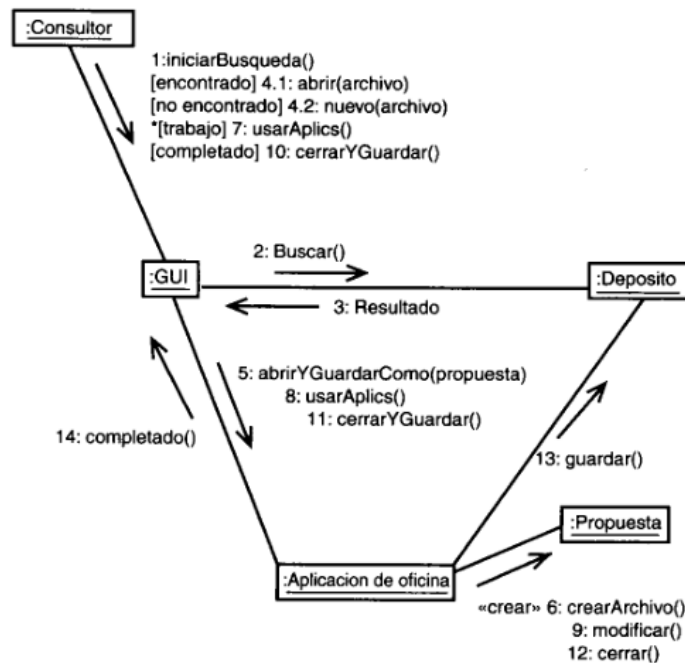 :Consultor
1:iniciarBusqueda()
[encontrado] 4.1: abrir(archivo)
[no encontrado] 4.2: nuevo(archivo)
*[trabajo] 7: usarAplics()
[completado] 10: cerrarYGuardar()
2: Buscar()
:GUI
:Deposito
3: Resultado
5: abrirYGuardarComo(propuesta)
8: usarAplics()
11: cerrarYGuardar()
14: completado()
13: guardar()
:Propuesta
:Aplicacion de oficina
«crear» 6: crearArchivo()
9: modificar()
12: cerrar()